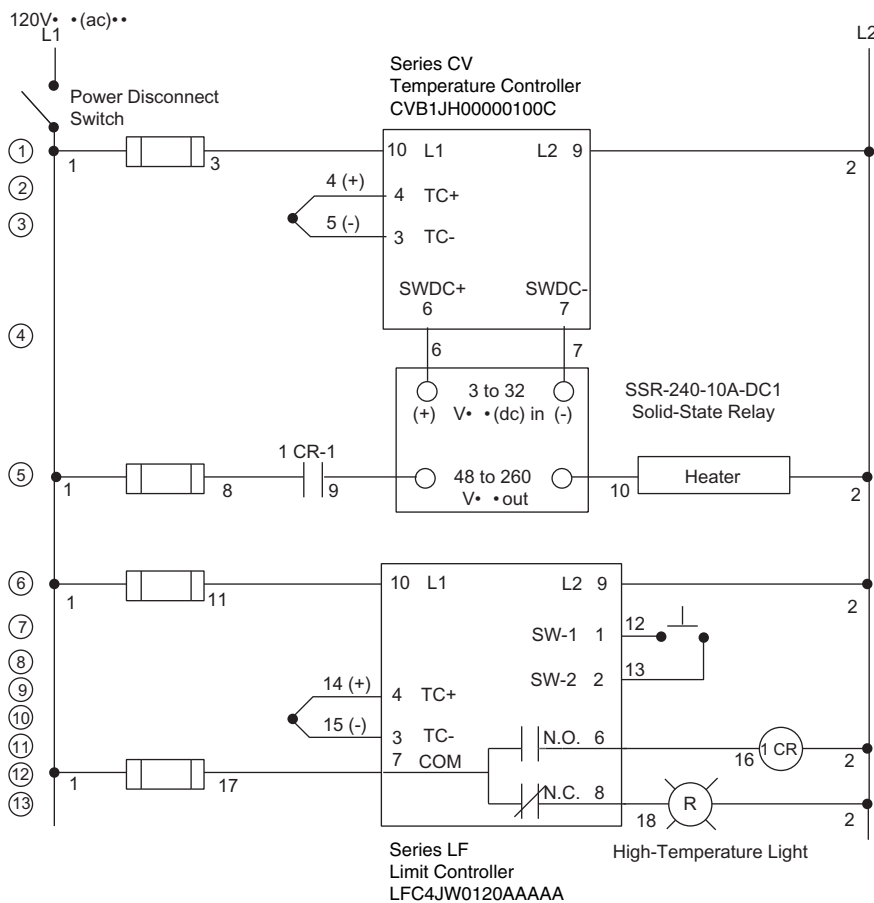 120V• •(ac)••
L1
L2
Power Disconnect
Switch
Series CV
Temperature Controller
CVB1JH00000100C
1
1
3
10 L1
L2 9
2
2
4 (+)
4 TC+
3
5 (-)
3 TC-
SWDC+
6
SWDC-
7
4
6
7
(+)
3 to 32
V• •(dc) in
(-)
SSR-240-10A-DC1
Solid-State Relay
5
1
8
1 CR-1
9
48 to 260
V• •out
10
Heater
2
6
1
11
10 L1
L2 9
2
7
SW-1 1
12
8
SW-2 2
13
9
14 (+)
4 TC+
10
15 (-)
3 TC-
11
N.O. 6
16
1 CR
2
12
1
17
7 COM
13
N.C. 8
18
R
2
High-Temperature Light
Series LF
Limit Controller
LFC4JW0120AAAAA